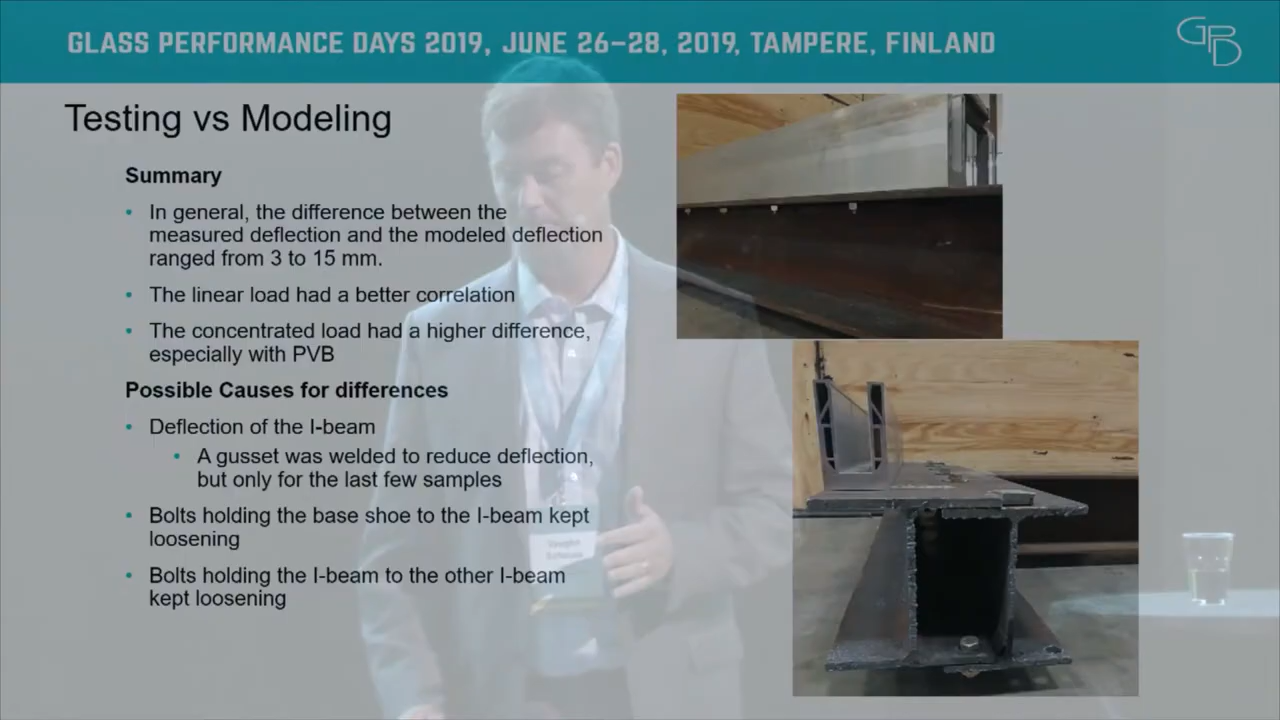 GLASS PERFORMANCE DAYS 2019, JUNE 26–28, 2019, TAMPERE, FINLAND
GPD
Testing vs Modeling
Summary
• In general, the difference between the
measured deflection and the modeled deflection
ranged from 3 to 15 mm.
• The linear load had a better correlation
• The concentrated load had a higher difference,
especially with PVB
Possible Causes for differences
• Deflection of the I-beam
• A gusset was welded to reduce deflection,
but only for the last few samples
• Bolts holding the base shoe to the I-beam kept
loosening
• Bolts holding the I-beam to the other I-beam
kept loosening
Vaughn